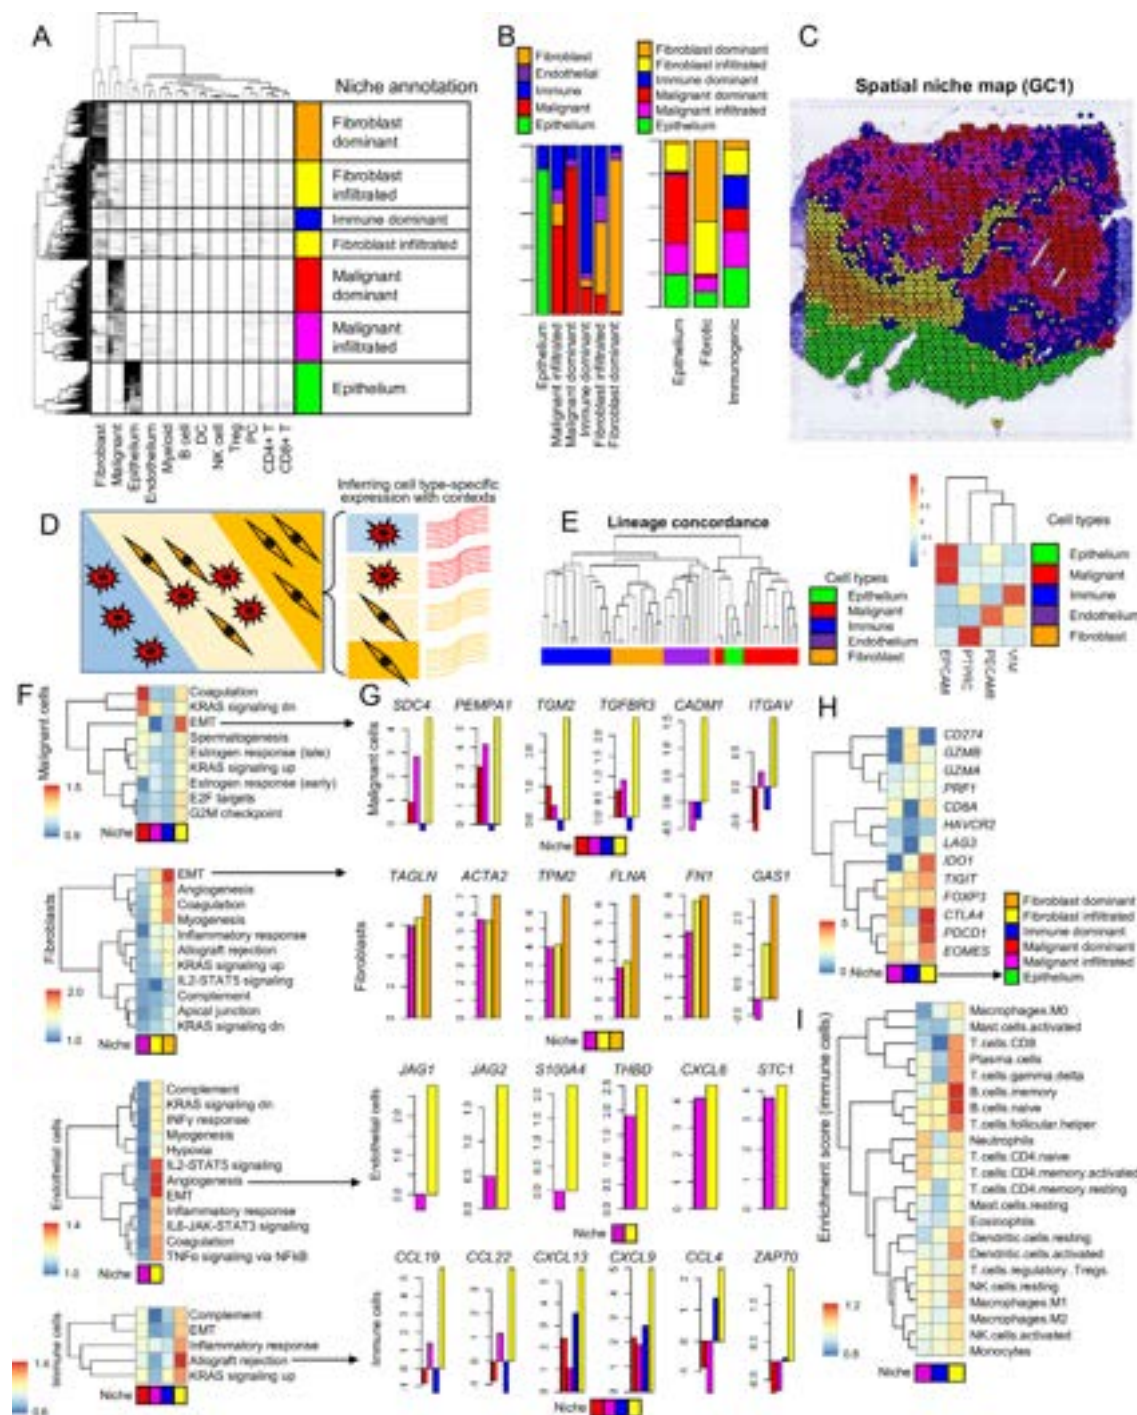 A
Niche annotation
Fibroblast dominant
Fibroblast infiltrated
Immune dominant
Fibroblast infiltrated
Malignant dominant
Malignant infiltrated
Epithelium
Fibroblast
Malignant
Epithelium
Endothelium
Myeloid
B cell
DC
NK cell
Treg
PC
CD4+ T
CD8+ T
B
Fibroblast
Endothelial
Immune
Malignant
Epithelium
Fibroblast dominant
Fibroblast infiltrated
Immune dominant
Malignant dominant
Malignant infiltrated
Epithelium
Epithelium
Malignant infiltrated
Malignant dominant
Immune dominant
Fibroblast infiltrated
Fibroblast dominant
Epithelium
Fibrotic
Immunogenic
C
Spatial niche map (GC1)
D
Inferring cell type-specific
expression with contexts
E
Lineage concordance
Cell types
Epithelium
Malignant
Immune
Endothelium
Fibroblast
Cell types
Epithelium
Malignant
Immune
Endothelium
Fibroblast
EPCAM
PTPRC
PECAM1
VIM
F
Malignant cells
Coagulation
KRAS signaling dn
EMT
Spermatogenesis
Estrogen response (late)
KRAS signaling up
Estrogen response (early)
E2F targets
G2M checkpoint
Niche
Fibroblasts
EMT
Angiogenesis
Coagulation
Myogenesis
Inflammatory response
Allograft rejection
KRAS signaling up
IL2-STAT5 signaling
Complement
Apical junction
KRAS signaling dn
2.0
1.0
Niche
Endothelial cells
Complement
KRAS signaling dn
INFγ response
Myogenesis
Hypoxia
IL2-STAT5 signaling
Angiogenesis
EMT
Inflammatory response
IL6-JAK-STAT3 signaling
Coagulation
TNFα signaling via NFkB
1.4
1.0
Niche
Immune cells
Complement
EMT
Inflammatory response
Allograft rejection
KRAS signaling up
Niche
G
Malignant cells
SDC4
PEMPA1
TGM2
TGFBR3
CADM1
ITGAV
Niche
Fibroblasts
TAGLN
ACTA2
TPM2
FLNA
FN1
GAS1
Niche
Endothelial cells
JAG1
JAG2
S100A4
THBD
CXCL6
STC1
Niche
Immune cells
CCL19
CCL22
CXCL13
CXCL9
CCL4
ZAP70
Niche
H
CD274
GZMB
GZMA
PRF1
CD8A
HAVCR2
LAG3
IDO1
TIGIT
FOXP3
CTLA4
PDCD1
EOMES
Niche
Fibroblast dominant
Fibroblast infiltrated
Immune dominant
Malignant dominant
Malignant infiltrated
Epithelium
I
Enrichment score (immune cells)
Macrophages.M0
Mast.cells.activated
T.cells.CD8
Plasma.cells
T.cells.gamma.delta
B.cells.memory
B.cells.naive
T.cells.follicular.helper
Neutrophils
T.cells.CD4.naive
T.cells.CD4.memory.activated
T.cells.CD4.memory.resting
Mast.cells.resting
Eosinophils
Dendritic.cells.resting
Dendritic.cells.activated
T.cells.regulatory..Tregs.
NK.cells.resting
Macrophages.M1
Macrophages.M2
NK.cells.activated
Monocytes
1.2
0.8
Niche